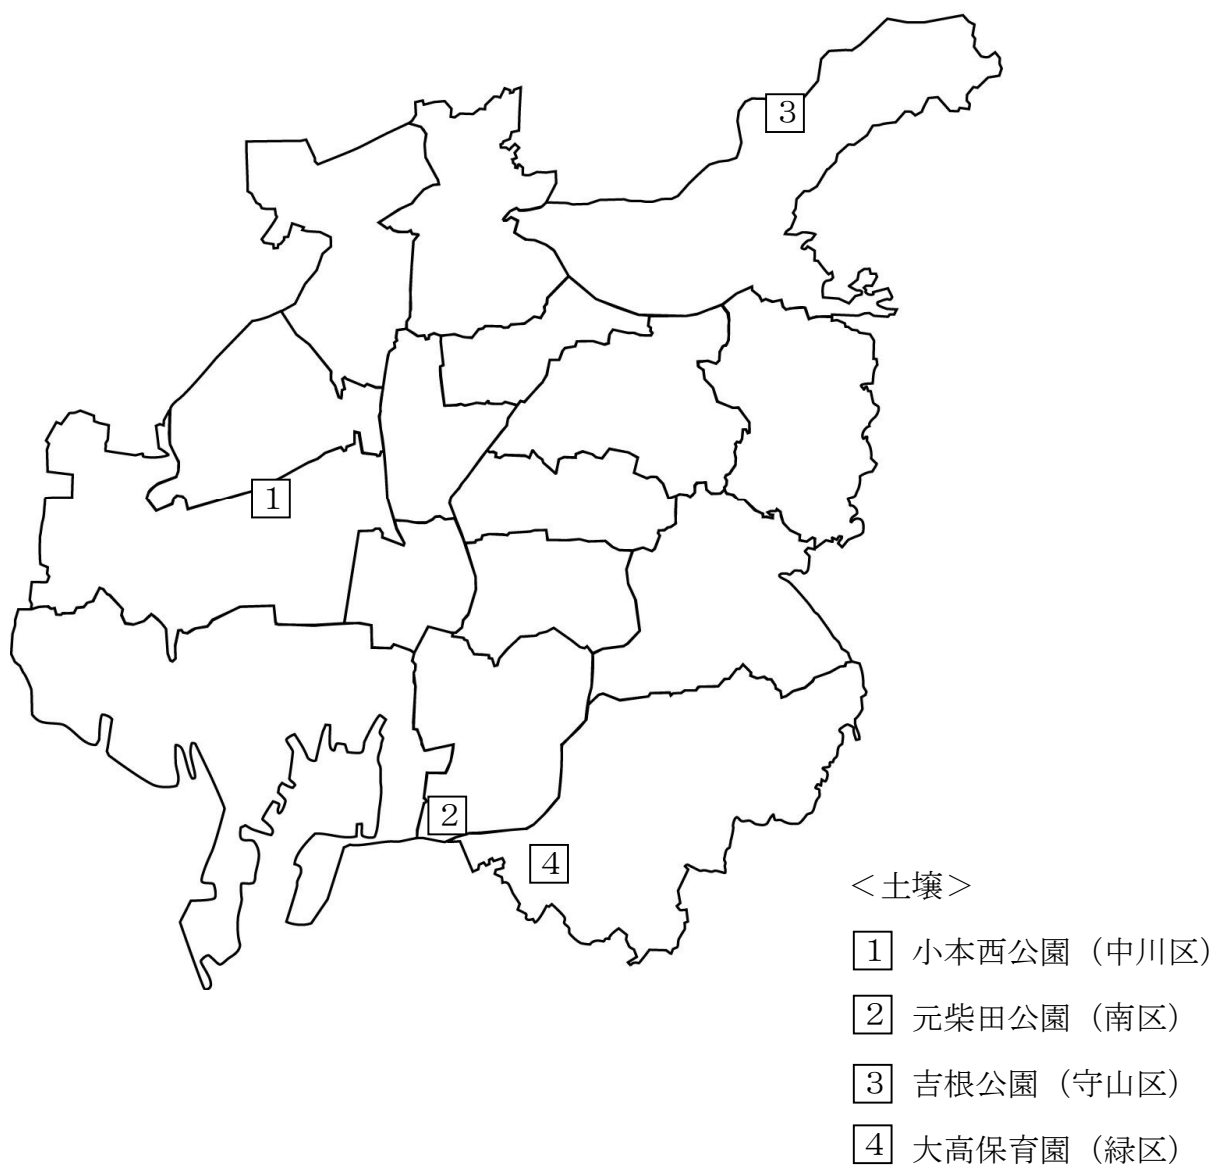 3
1
2
4
＜土壌＞
1 小本西公園（中川区）
2 元柴田公園（南区）
3 吉根公園（守山区）
4 大高保育園（緑区）